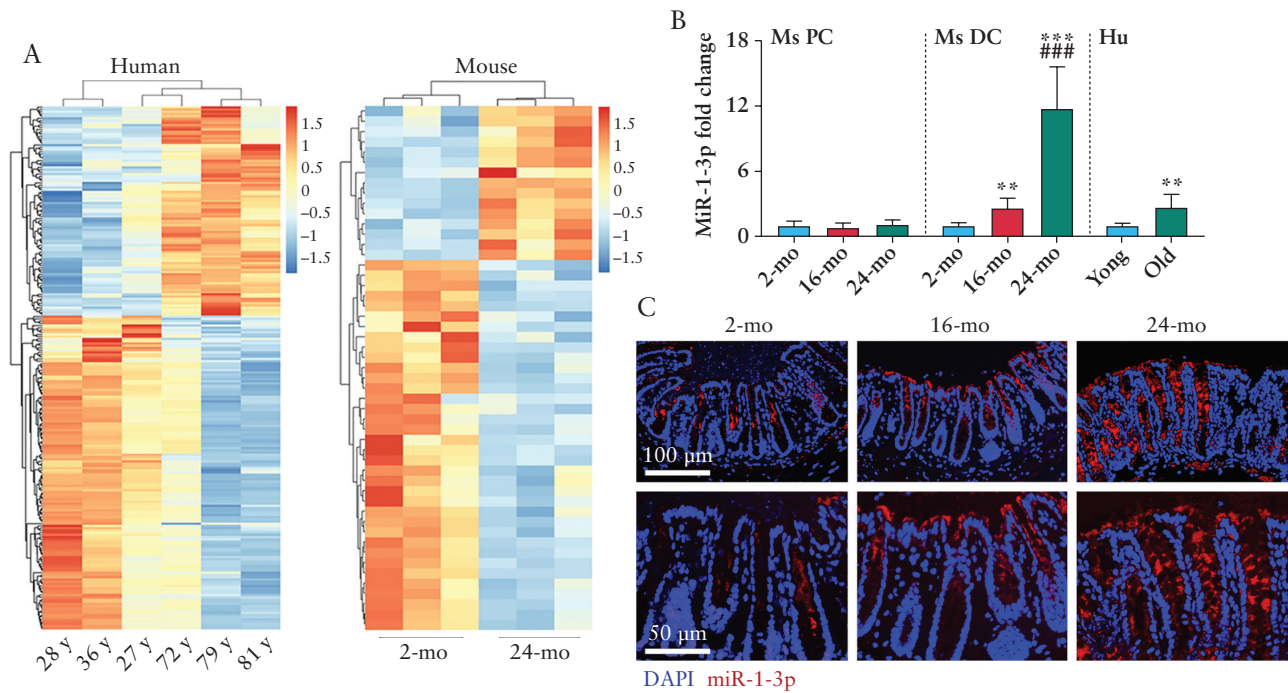 A
Human
Mouse
1.5
1
0.5
0
–0.5
–1
–1.5
1.5
1
0.5
0
–0.5
–1
–1.5
28 y 36 y 27 y 72 y 79 y 81 y
2-mo 24-mo
B
MiR-1-3p fold change
18
12
6
0
Ms PC Ms DC Hu
** *** ### **
2-mo 16-mo 24-mo 2-mo 16-mo 24-mo Yong Old
C
2-mo 16-mo 24-mo
100 µm
50 µm
DAPI miR-1-3p